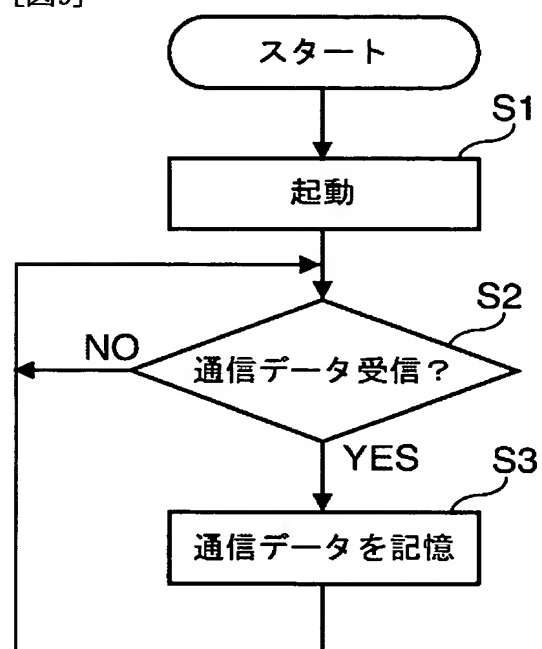 スタート
S1
起動
S2
NO
通信データ受信？
YES
S3
通信データを記憶